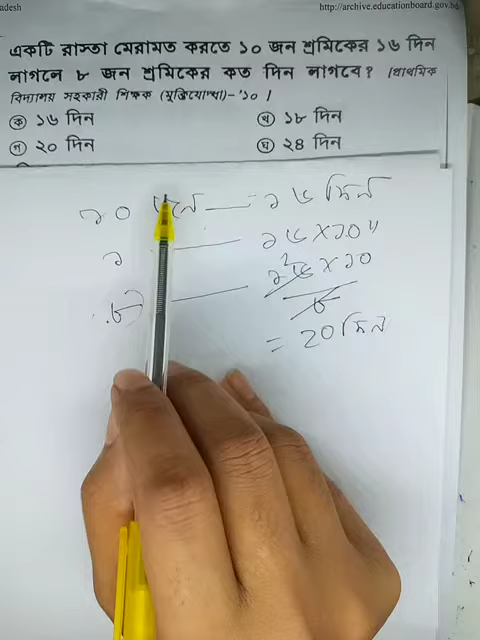 adesh http://archive.educationboard.gov.bd
একটি রাস্তা মেরামত করতে ১০ জন শ্রমিকের ১৬ দিন
লাগলে ৮ জন শ্রমিকের কত দিন লাগবে? [প্রাথমিক
বিদ্যালয় সহকারী শিক্ষক (মুক্তিযোদ্ধা)-'১০]
ক ১৬ দিন খ ১৮ দিন
গ ২০ দিন ঘ ২৪ দিন
১০ জনে — ১৬ দিন
১ — ১৬×১০ "
৮ — ১৬×১০
৮
= ২০ দিন